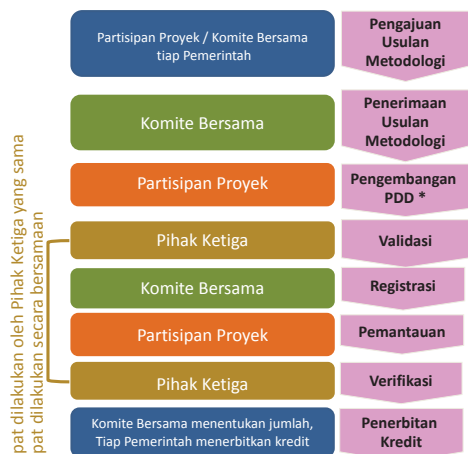 Partisipan Proyek / Komite Bersama
tiap Pemerintah
Pengajuan
Usulan
Metodologi
Komite Bersama
Penerimaan
Usulan
Metodologi
Partisipan Proyek
Pengembangan
PDD *
Pihak Ketiga
Validasi
Komite Bersama
Registrasi
Partisipan Proyek
Pemantauan
Pihak Ketiga
Verifikasi
Komite Bersama menentukan jumlah,
Tiap Pemerintah menerbitkan kredit
Penerbitan
Kredit
pat dilakukan oleh Pihak Ketiga yang sama
pat dilakukan secara bersamaan